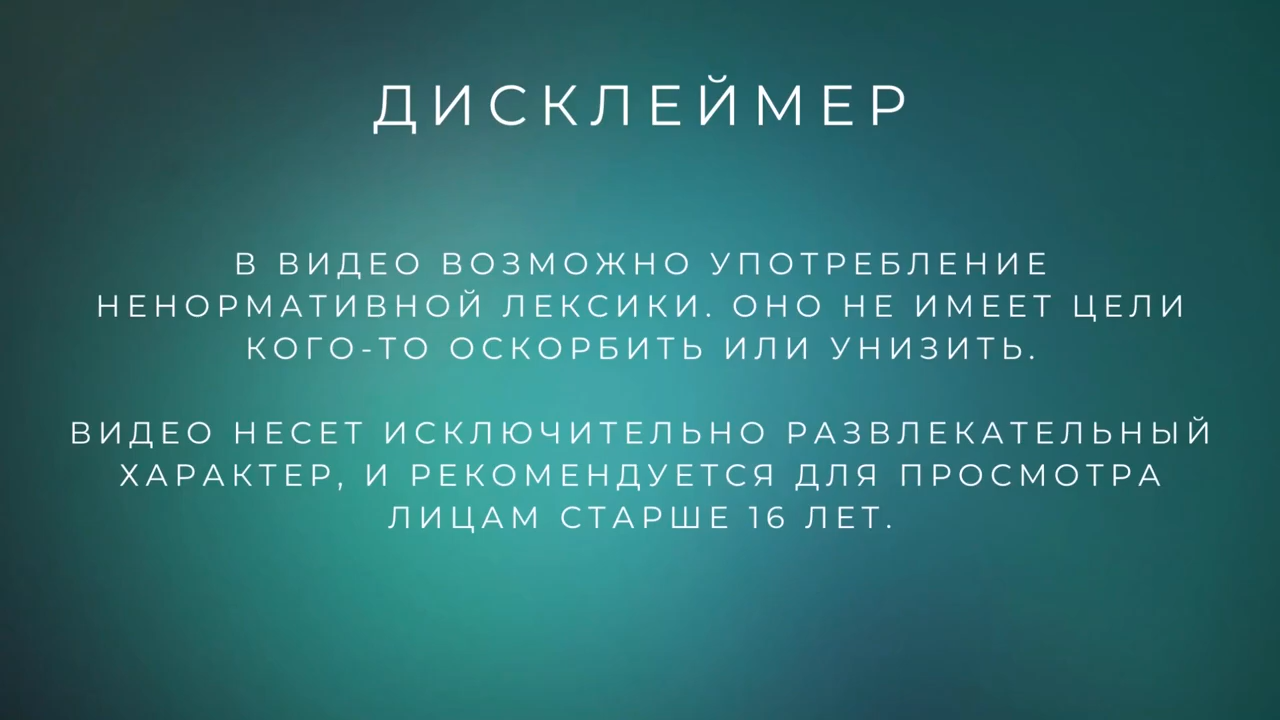 ДИСКЛЕЙМЕР
В ВИДЕО ВОЗМОЖНО УПОТРЕБЛЕНИЕ
НЕНОРМАТИВНОЙ ЛЕКСИКИ. ОНО НЕ ИМЕЕТ ЦЕЛИ
КОГО-ТО ОСКОРБИТЬ ИЛИ УНИЗИТЬ.
ВИДЕО НЕСЕТ ИСКЛЮЧИТЕЛЬНО РАЗВЛЕКАТЕЛЬНЫЙ
ХАРАКТЕР, И РЕКОМЕНДУЕТСЯ ДЛЯ ПРОСМОТРА
ЛИЦАМ СТАРШЕ 16 ЛЕТ.